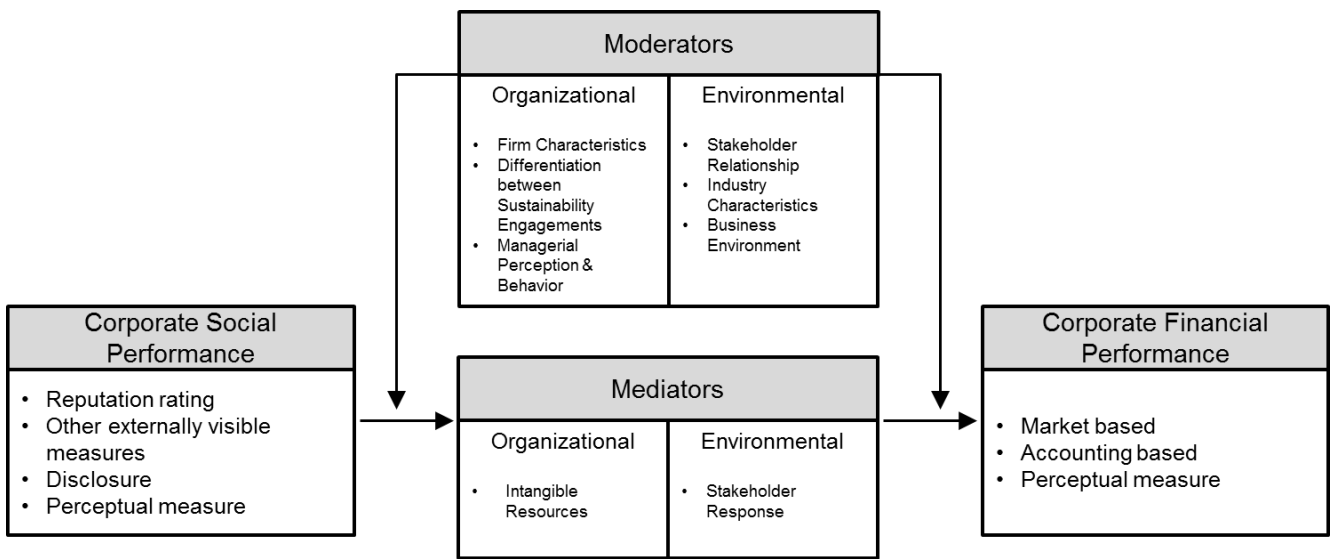 Moderators
Organizational
• Firm Characteristics
• Differentiation
between
Sustainability
Engagements
• Managerial
Perception &
Behavior
Environmental
• Stakeholder
Relationship
• Industry
Characteristics
• Business
Environment
Corporate Social
Performance
• Reputation rating
• Other externally visible
measures
• Disclosure
• Perceptual measure
Mediators
Organizational
• Intangible
Resources
Environmental
• Stakeholder
Response
Corporate Financial
Performance
• Market based
• Accounting based
• Perceptual measure